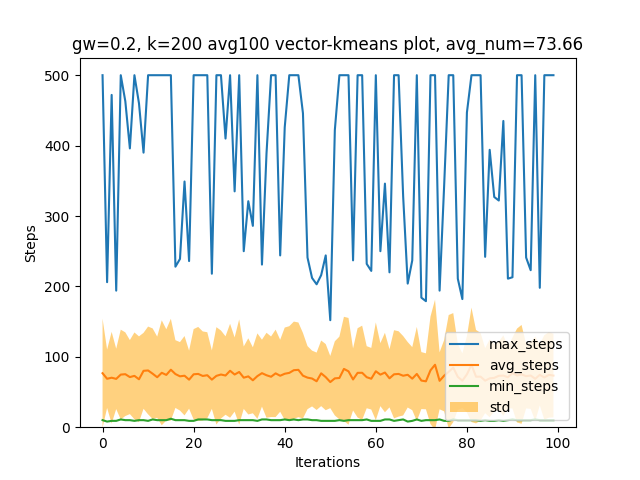 gw=0.2, k=200 avg100 vector-kmeans plot, avg_num=73.66
500
400
300
200
100
0
Steps
max_steps
avg_steps
min_steps
std
0
20
40
60
80
100
Iterations